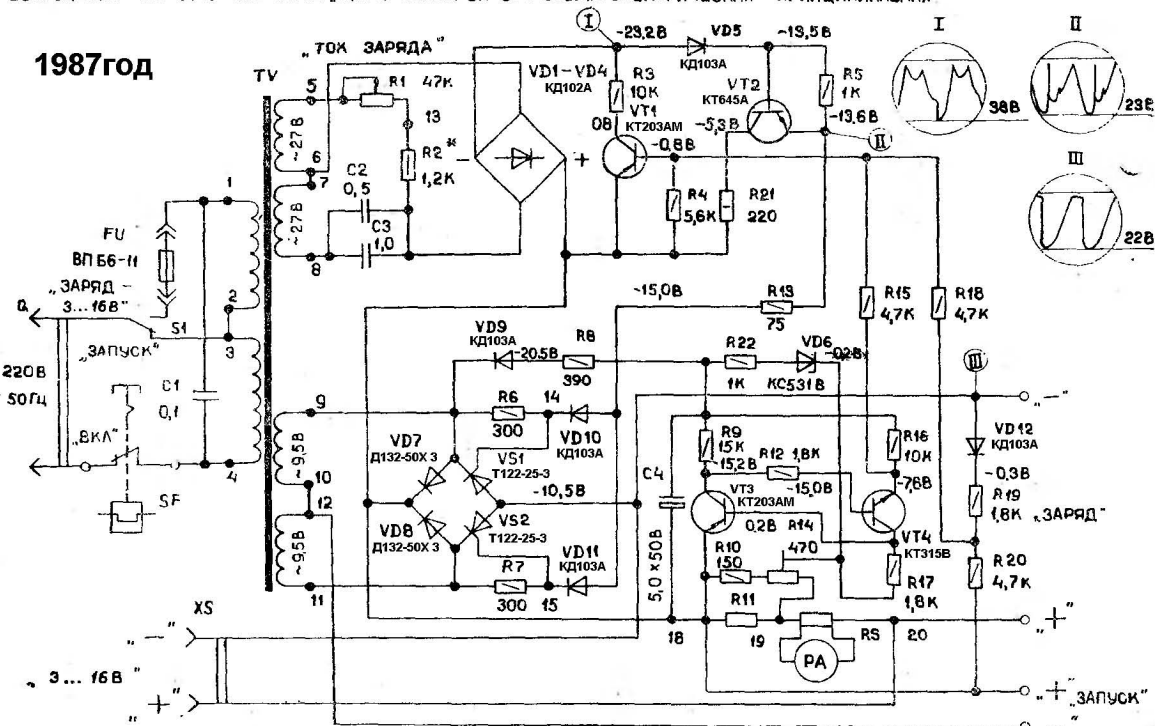 1987год
„ТОК ЗАРЯДА"
TV
5
R1
47К
13
R2*
1,2К
~27В
6
7
~27В
8
C2
0,5
C3
1,0
VD1-VD4
КД102А
-
+
I
-23,2В
VD5
КД103А
-13,5В
R3
10К
VT1
КТ203АМ
0В
VT2
КТ645А
R5
1К
-13,6В
II
-5,3В
-0,8В
R4
5,6К
R21
220
I
38В
II
23В
III
22В
1
FU
ВПБ6-11
„ЗАРЯД-
3...16В"
2
S1
3
„ЗАПУСК"
220В
50Гц
„ВКЛ"
C1
0,1
4
SF
-15,0В
R13
75
R15
4,7К
R18
4,7К
VD9
КД103А
-20,5В
R8
390
R22
1К
VD6
КС531В
-0,2В
III
9
R6
300
14
VD10
КД103А
„-"
~9,5В
VD7
Д132-50Х3
VS1
Т122-25-3
R9
15К
-15,2В
R12
1,8К
R16
10К
VD12
КД103А
10
12
-10,5В
C4
5,0×50В
VT3
КТ203АМ
-15,0В
-7,6В
-0,3В
R19
1,8К
„ЗАРЯД"
VD8
Д132-50Х3
VS2
Т122-25-3
0,2В
R14
470
VT4
КТ315В
~9,5В
R7
300
15
VD11
КД103А
R10
150
R17
1,8К
R20
4,7К
11
XS
18
R11
19
RS
20
„+"
„-"
PA
„3...16В"
„+"
„+"
„ЗАПУСК"